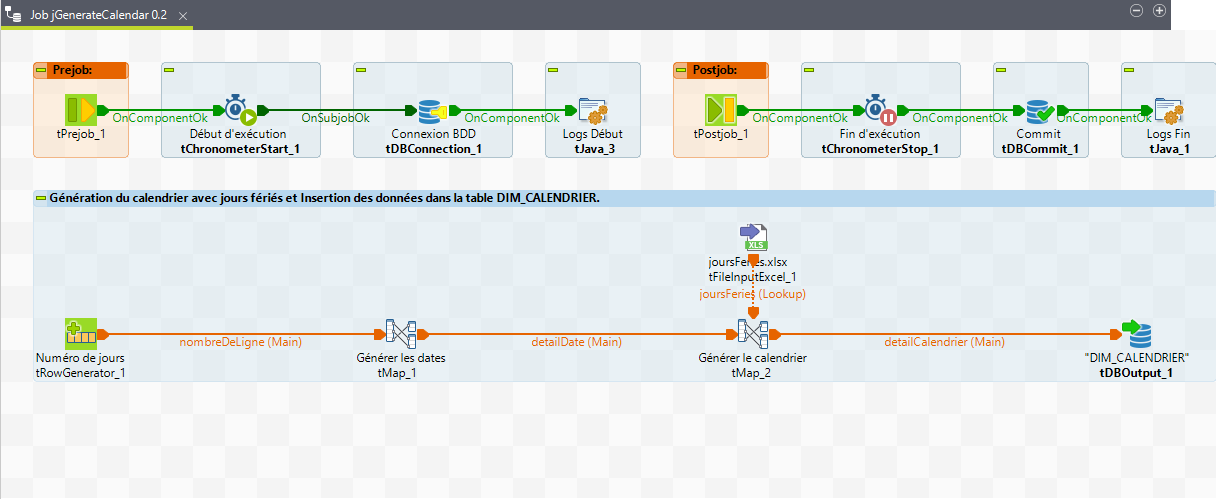 Job jGenerateCalendar 0.2
Prejob:
Postjob:
OnComponentOk
OnSubjobOk
OnComponentOk
OnComponentOk
OnComponentOk
OnComponentOk
tPrejob_1
Début d'exécution
tChronometerStart_1
Connexion BDD
tDBConnection_1
Logs Début
tJava_3
tPostjob_1
Fin d'exécution
tChronometerStop_1
Commit
tDBCommit_1
Logs Fin
tJava_1
Génération du calendrier avec jours fériés et Insertion des données dans la table DIM_CALENDRIER.
XLS
joursFeries.xlsx
tFileInputExcel_1
joursFeries (Lookup)
nombreDeLigne (Main)
detailDate (Main)
detailCalendrier (Main)
Numéro de jours
tRowGenerator_1
Générer les dates
tMap_1
Générer le calendrier
tMap_2
"DIM_CALENDRIER"
tDBOutput_1